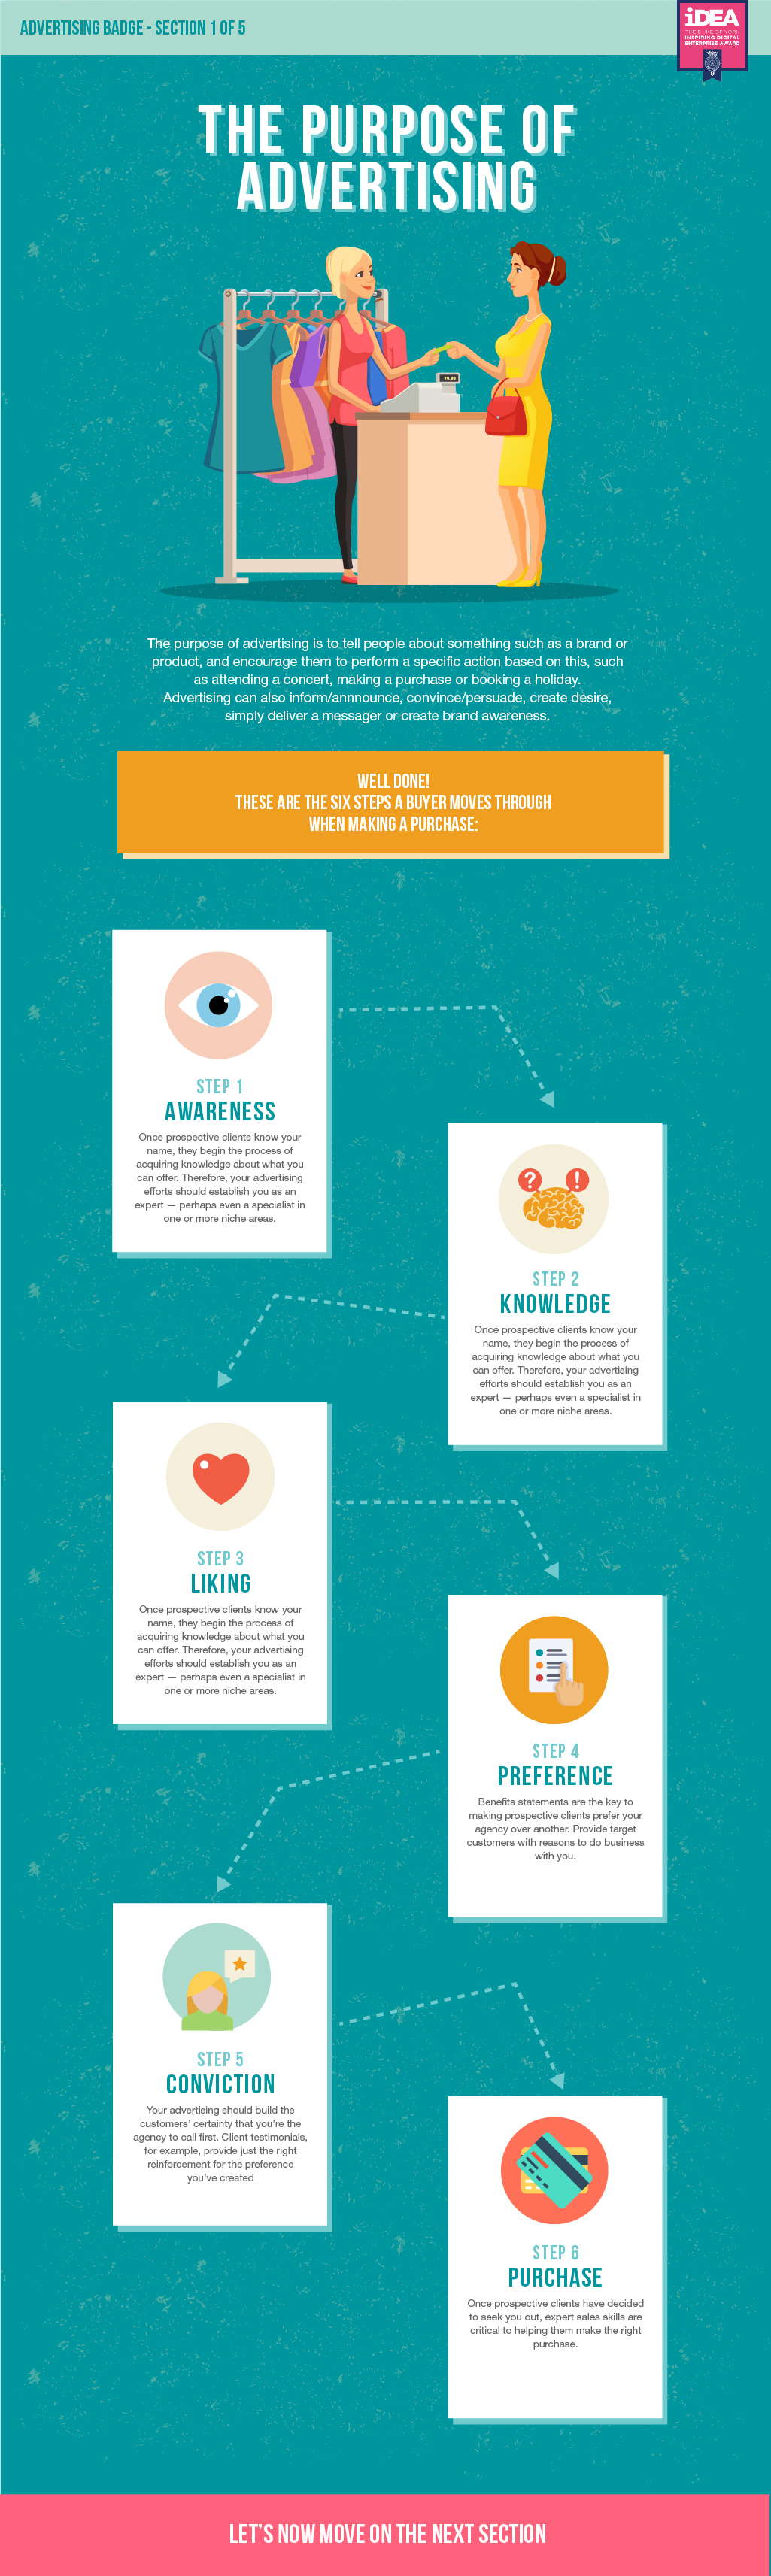 ADVERTISING BADGE - SECTION 1 OF 5
iDEA
THE DUKE OF YORK
INSPIRING DIGITAL
ENTERPRISE AWARD
THE PURPOSE OF
ADVERTISING
The purpose of advertising is to tell people about something such as a brand or
product, and encourage them to perform a specific action based on this, such
as attending a concert, making a purchase or booking a holiday.
Advertising can also inform/annnounce, convince/persuade, create desire,
simply deliver a messager or create brand awareness.
WELL DONE!
THESE ARE THE SIX STEPS A BUYER MOVES THROUGH
WHEN MAKING A PURCHASE:
STEP 1
AWARENESS
Once prospective clients know your
name, they begin the process of
acquiring knowledge about what you
can offer. Therefore, your advertising
efforts should establish you as an
expert — perhaps even a specialist in
one or more niche areas.
STEP 2
KNOWLEDGE
Once prospective clients know your
name, they begin the process of
acquiring knowledge about what you
can offer. Therefore, your advertising
efforts should establish you as an
expert — perhaps even a specialist in
one or more niche areas.
STEP 3
LIKING
Once prospective clients know your
name, they begin the process of
acquiring knowledge about what you
can offer. Therefore, your advertising
efforts should establish you as an
expert — perhaps even a specialist in
one or more niche areas.
STEP 4
PREFERENCE
Benefits statements are the key to
making prospective clients prefer your
agency over another. Provide target
customers with reasons to do business
with you.
STEP 5
CONVICTION
Your advertising should build the
customers' certainty that you're the
agency to call first. Client testimonials,
for example, provide just the right
reinforcement for the preference
you've created
STEP 6
PURCHASE
Once prospective clients have decided
to seek you out, expert sales skills are
critical to helping them make the right
purchase.
LET'S NOW MOVE ON THE NEXT SECTION